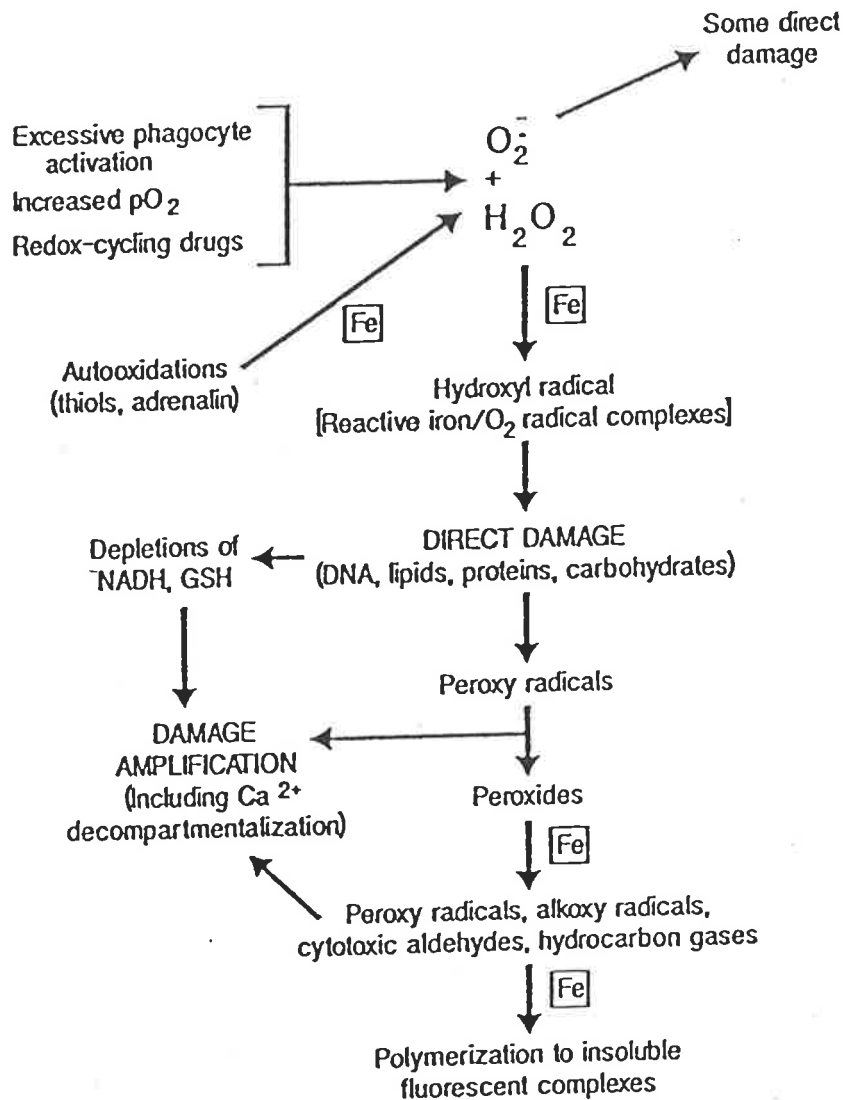 Some direct
damage
Excessive phagocyte
activation
Increased pO2
Redox-cycling drugs
O2∸
+
H2O2
Fe
Fe
Autooxidations
(thiols, adrenalin)
Hydroxyl radical
[Reactive iron/O2 radical complexes]
Depletions of
NADH, GSH
DIRECT DAMAGE
(DNA, lipids, proteins, carbohydrates)
Peroxy radicals
DAMAGE
AMPLIFICATION
(Including Ca 2+
decompartmentalization)
Peroxides
Fe
Peroxy radicals, alkoxy radicals,
cytotoxic aldehydes, hydrocarbon gases
Fe
Polymerization to insoluble
fluorescent complexes